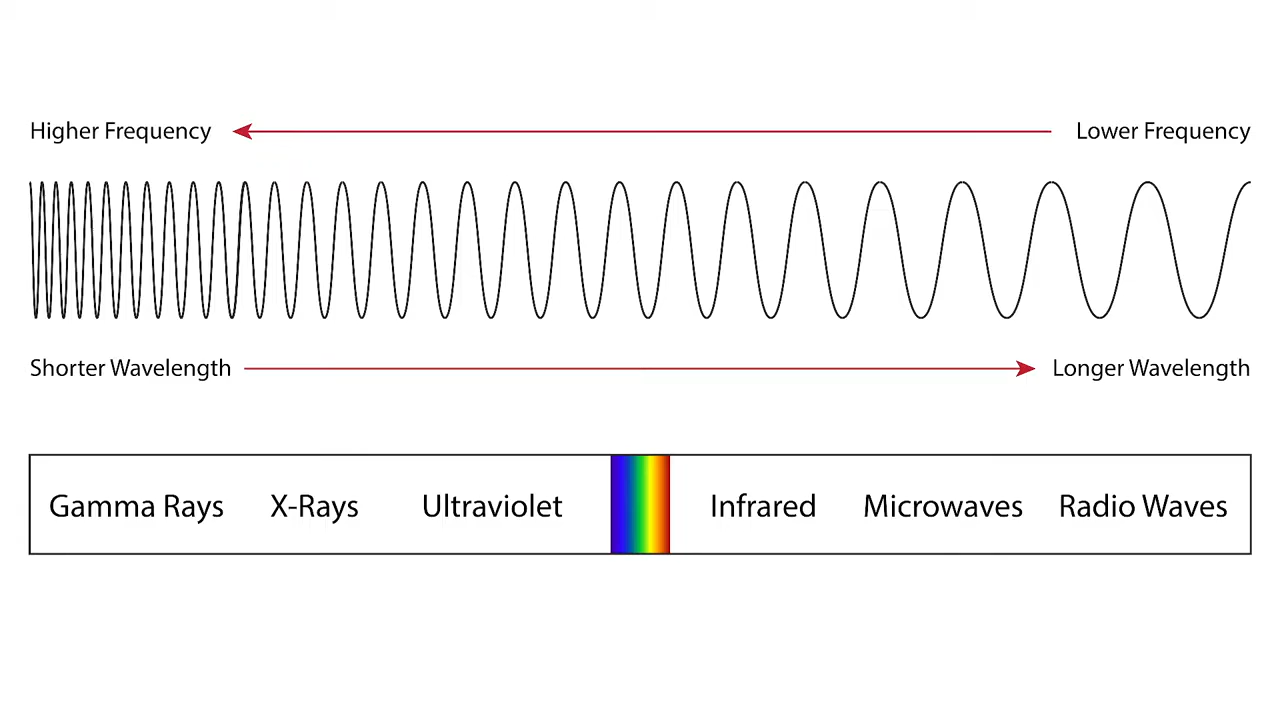 Higher Frequency
Lower Frequency
Shorter Wavelength
Longer Wavelength
Gamma Rays X-Rays Ultraviolet Infrared Microwaves Radio Waves